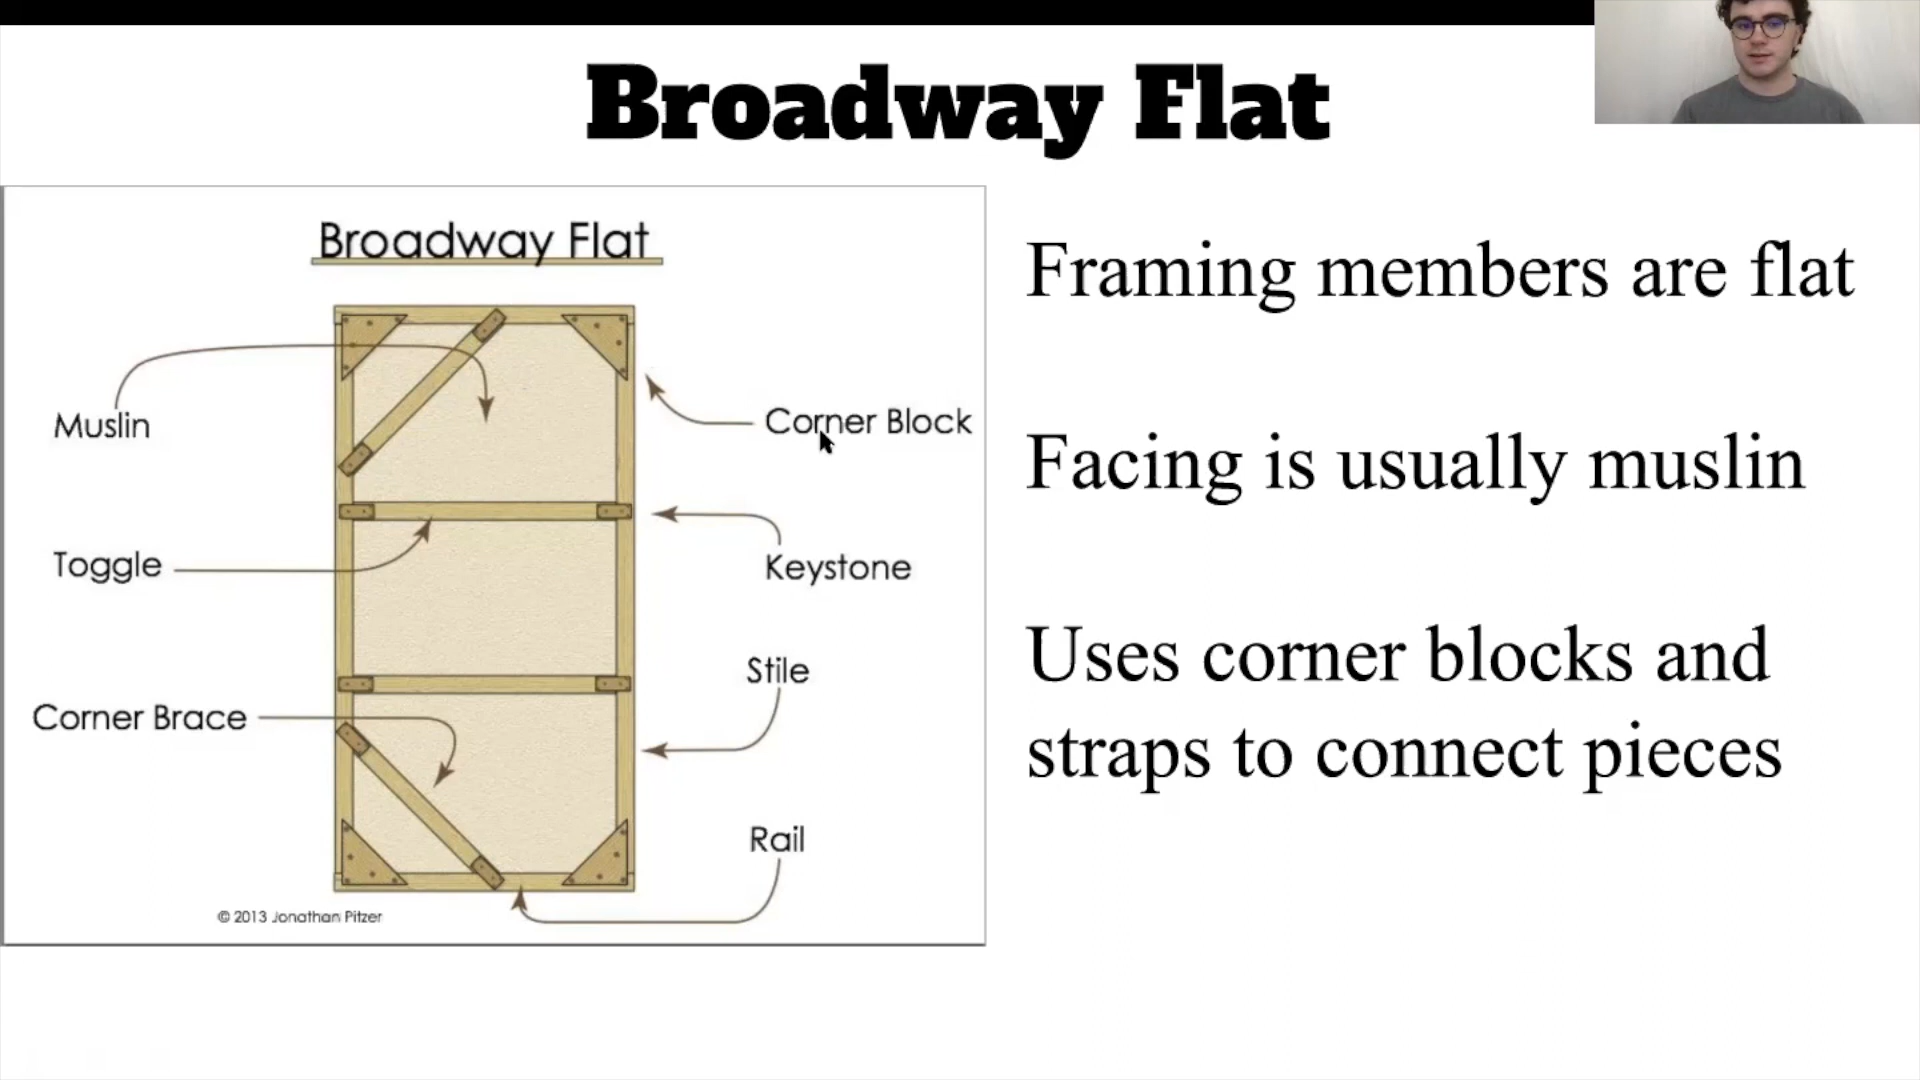 Broadway Flat
Broadway Flat
Muslin
Corner Block
Toggle
Keystone
Stile
Corner Brace
Rail
© 2013 Jonathan Pitzer
Framing members are flat
Facing is usually muslin
Uses corner blocks and
straps to connect pieces